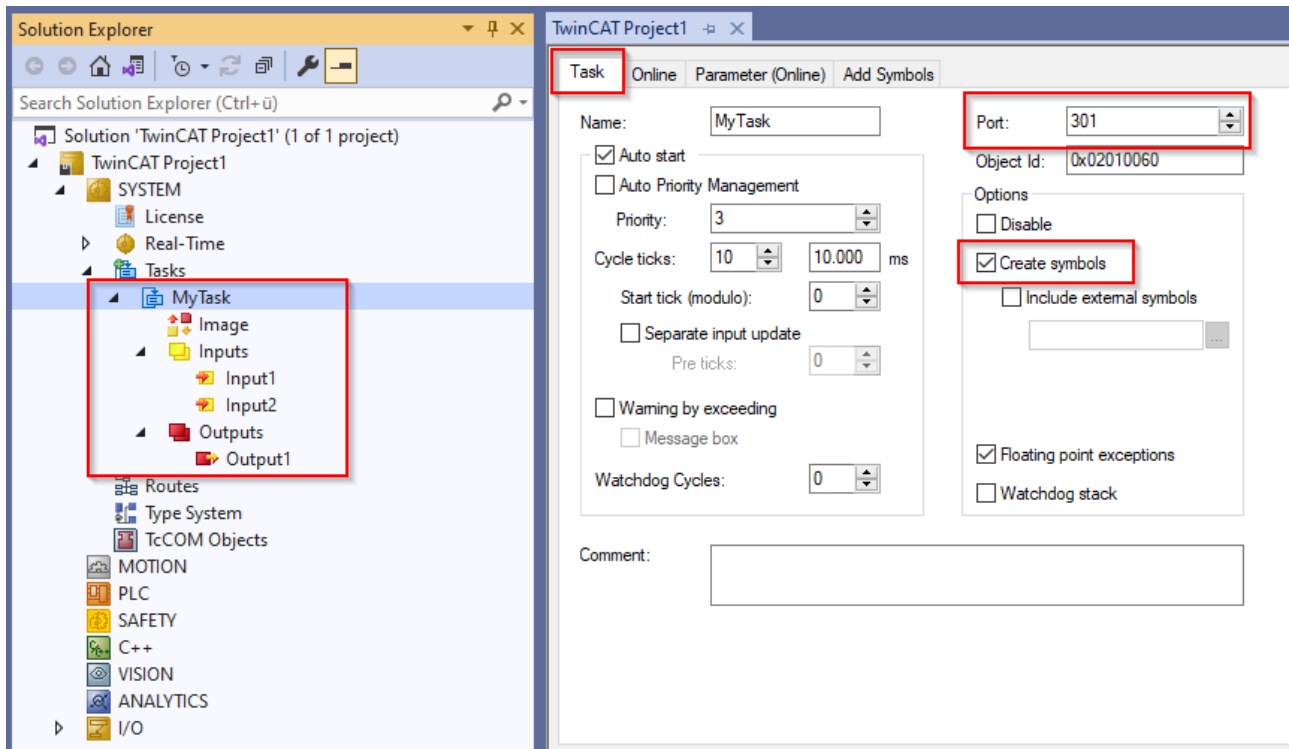 Solution Explorer
Search Solution Explorer (Ctrl+ü)
Solution 'TwinCAT Project1' (1 of 1 project)
TwinCAT Project1
SYSTEM
License
Real-Time
Tasks
MyTask
Image
Inputs
Input1
Input2
Outputs
Output1
Routes
Type System
TcCOM Objects
MOTION
PLC
SAFETY
C++
VISION
ANALYTICS
I/O
TwinCAT Project1
Task Online Parameter (Online) Add Symbols
Name: MyTask
Auto start
Auto Priority Management
Priority: 3
Cycle ticks: 10 10.000 ms
Start tick (modulo): 0
Separate input update
Pre ticks: 0
Warning by exceeding
Message box
Watchdog Cycles: 0
Port: 301
Object Id: 0x02010060
Options
Disable
Create symbols
Include external symbols
...
Floating point exceptions
Watchdog stack
Comment: